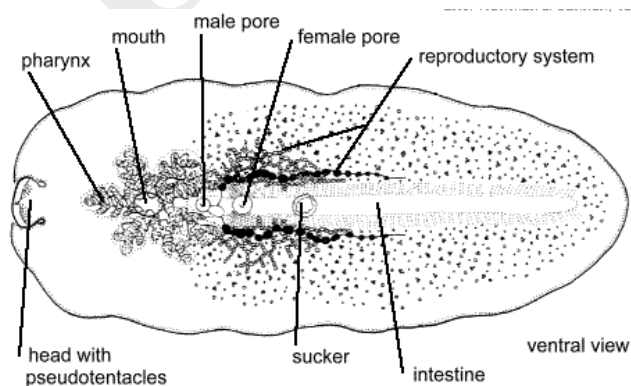 male pore
mouth
female pore
pharynx
reproductory system
head with
pseudotentacles
sucker
intestine
ventral view